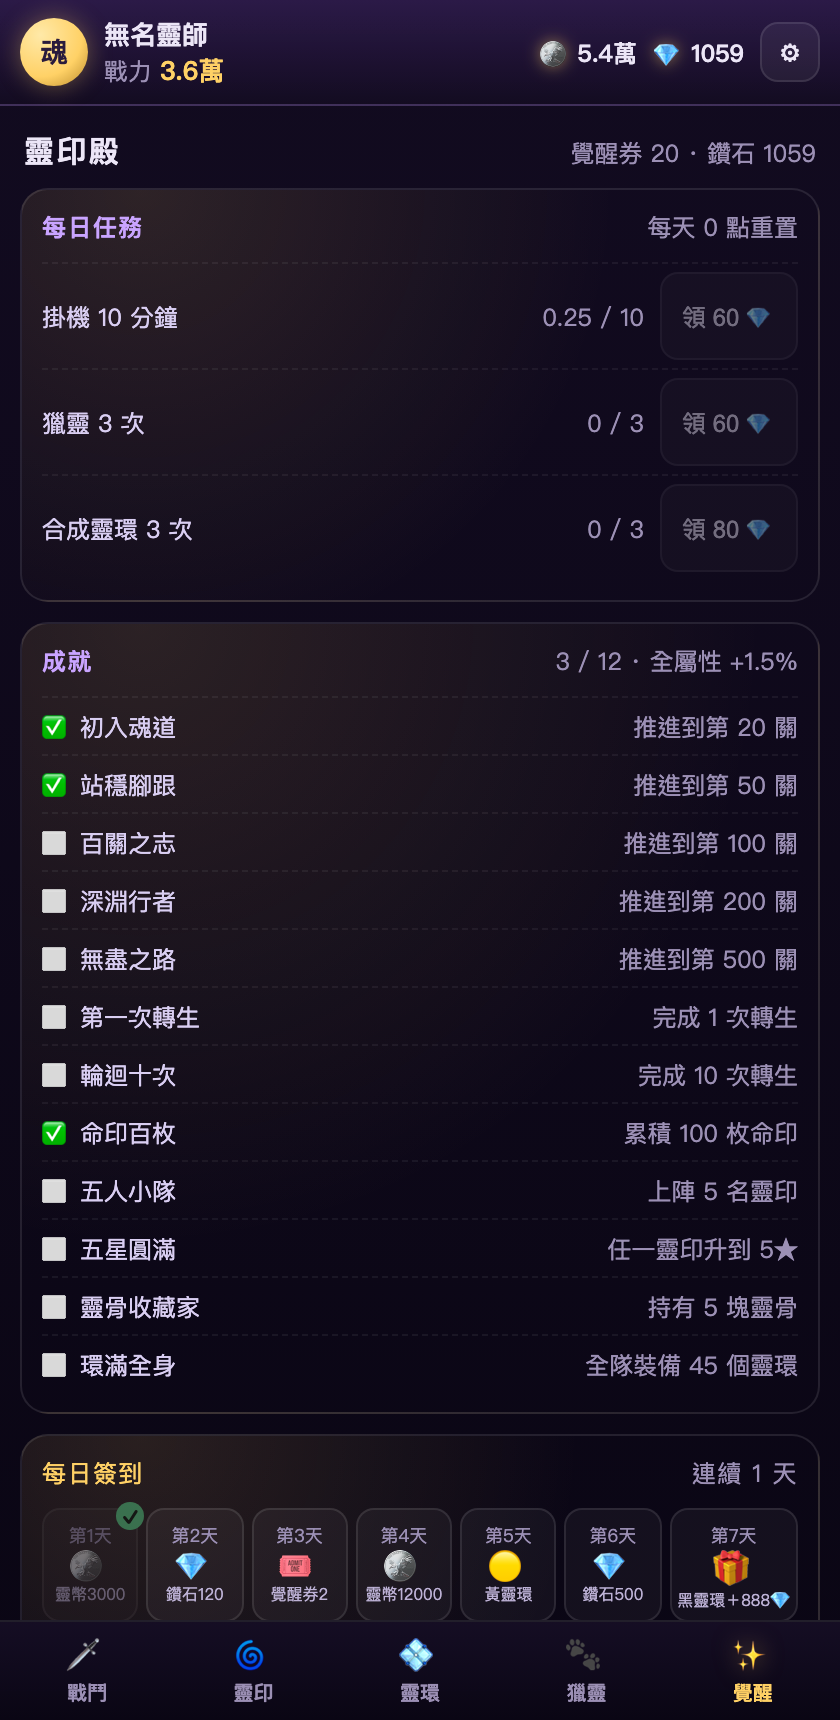 魂
無名靈師
戰力 3.6萬
5.4萬 1059
靈印殿
覺醒券 20 · 鑽石 1059
每日任務
每天 0 點重置
掛機 10 分鐘
0.25 / 10
領 60
獵靈 3 次
0 / 3
領 60
合成靈環 3 次
0 / 3
領 80
成就
3 / 12 · 全屬性 +1.5%
初入魂道
推進到第 20 關
站穩腳跟
推進到第 50 關
百關之志
推進到第 100 關
深淵行者
推進到第 200 關
無盡之路
推進到第 500 關
第一次轉生
完成 1 次轉生
輪迴十次
完成 10 次轉生
命印百枚
累積 100 枚命印
五人小隊
上陣 5 名靈印
五星圓滿
任一靈印升到 5★
靈骨收藏家
持有 5 塊靈骨
環滿全身
全隊裝備 45 個靈環
每日簽到
連續 1 天
第1天
靈幣3000
第2天
鑽石120
第3天
ADMIT ONE
覺醒券2
第4天
靈幣12000
第5天
黃靈環
第6天
鑽石500
第7天
黑靈環+888
戰鬥
靈印
靈環
獵靈
覺醒